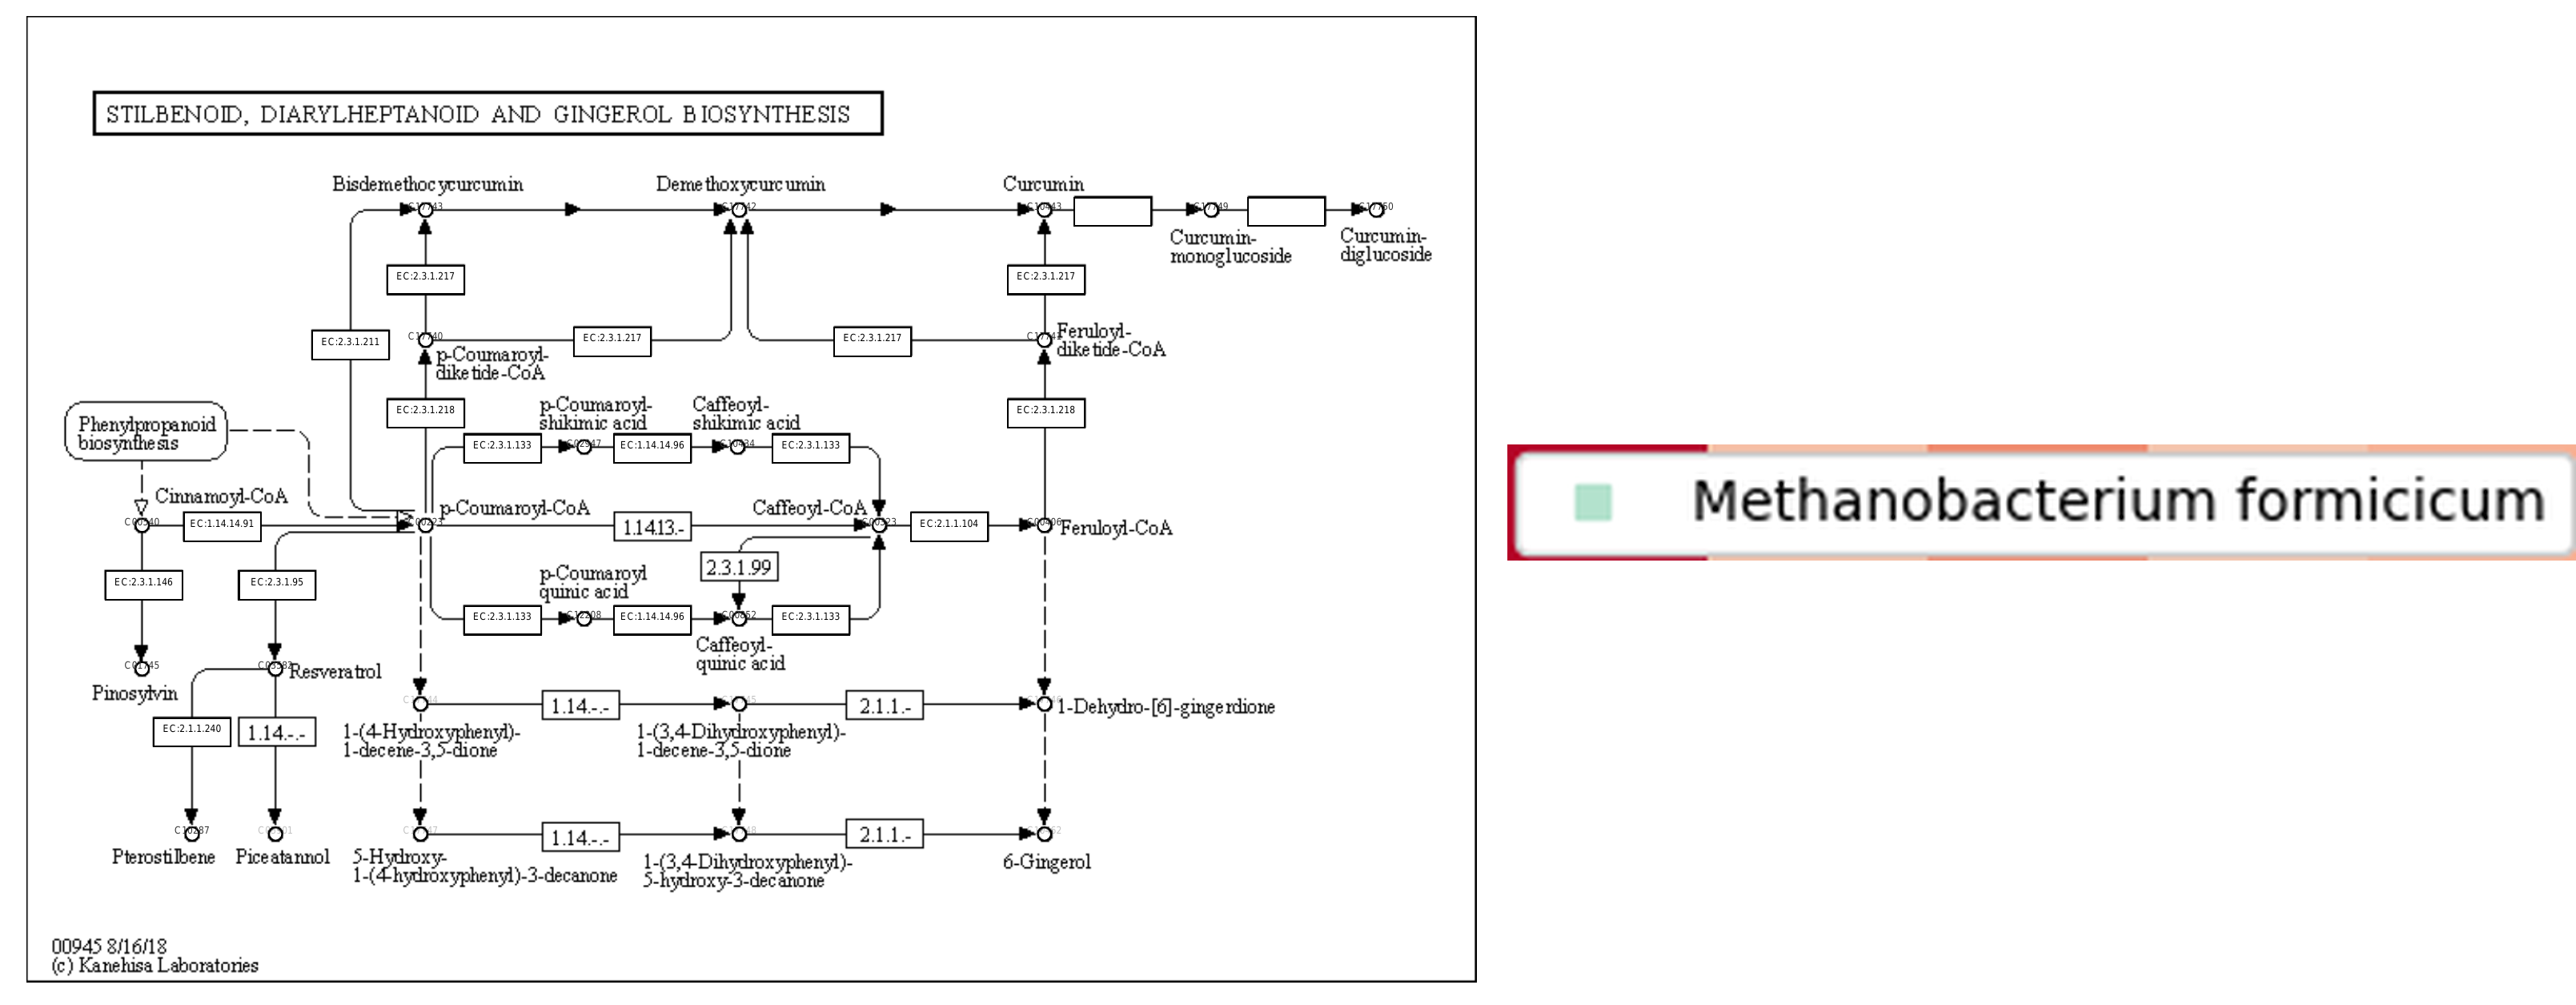 STILBENOID, DIARYLHEPTANOID AND GINGEROL BIOSYNTHESIS
Bisdemethocycurcumin
Demethoxycurcumin
Curcumin
C17743
C17742
C10443
C17749
C17760
Curcumin-
monoglucoside
Curcumin-
diglucoside
EC:2.3.1.217
EC:2.3.1.217
EC:2.3.1.211
C17740
EC:2.3.1.217
EC:2.3.1.217
Feruloyl-
diketide-CoA
p-Coumaroyl-
diketide-CoA
EC:2.3.1.218
EC:2.3.1.218
Phenylpropanoid
biosynthesis
p-Coumaroyl-
shikimic acid
Caffeoyl-
shikimic acid
EC:2.3.1.133
EC:1.14.14.96
EC:2.3.1.133
Cinnamoyl-CoA
p-Coumaroyl-CoA
Caffeoyl-CoA
EC:1.14.14.91
1.14.13.-
EC:2.1.1.104
Feruloyl-CoA
2.3.1.99
EC:2.3.1.146
EC:2.3.1.95
p-Coumaroyl
quinic acid
EC:2.3.1.133
EC:1.14.14.96
EC:2.3.1.133
Caffeoyl-
quinic acid
C01745
Resveratrol
Pinosylvin
EC:2.1.1.240
1.14.-.-
1.14.-.-
2.1.1.-
1-Dehydro-[6]-gingerdione
1-(4-Hydroxyphenyl)-
1-decene-3,5-dione
1-(3,4-Dihydroxyphenyl)-
1-decene-3,5-dione
C10287
1.14.-.-
2.1.1.-
Pterostilbene
Piceatannol
5-Hydroxy-
1-(4-hydroxyphenyl)-3-decanone
1-(3,4-Dihydroxyphenyl)-
5-hydroxy-3-decanone
6-Gingerol
00945 8/16/18
(c) Kanehisa Laboratories
Methanobacterium formicicum